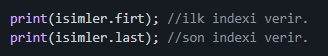 print(isimler.firt); //ilk indexi verir.
print(isimler.last); //son indexi verir.